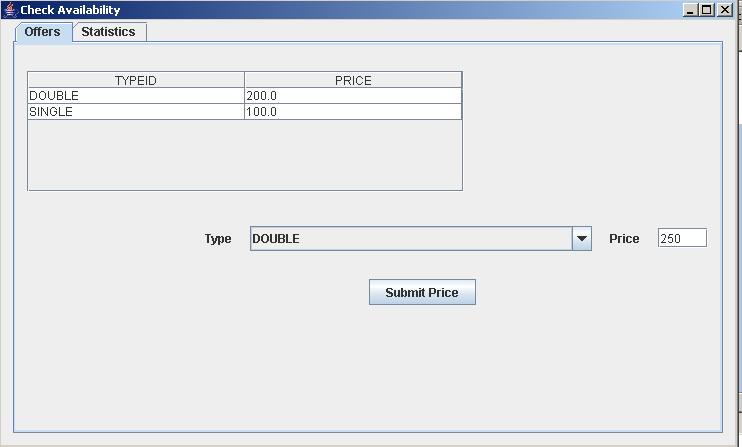 Check Availability
Offers Statistics
TYPEID PRICE
DOUBLE 200.0
SINGLE 100.0
Type DOUBLE Price 250
Submit Price